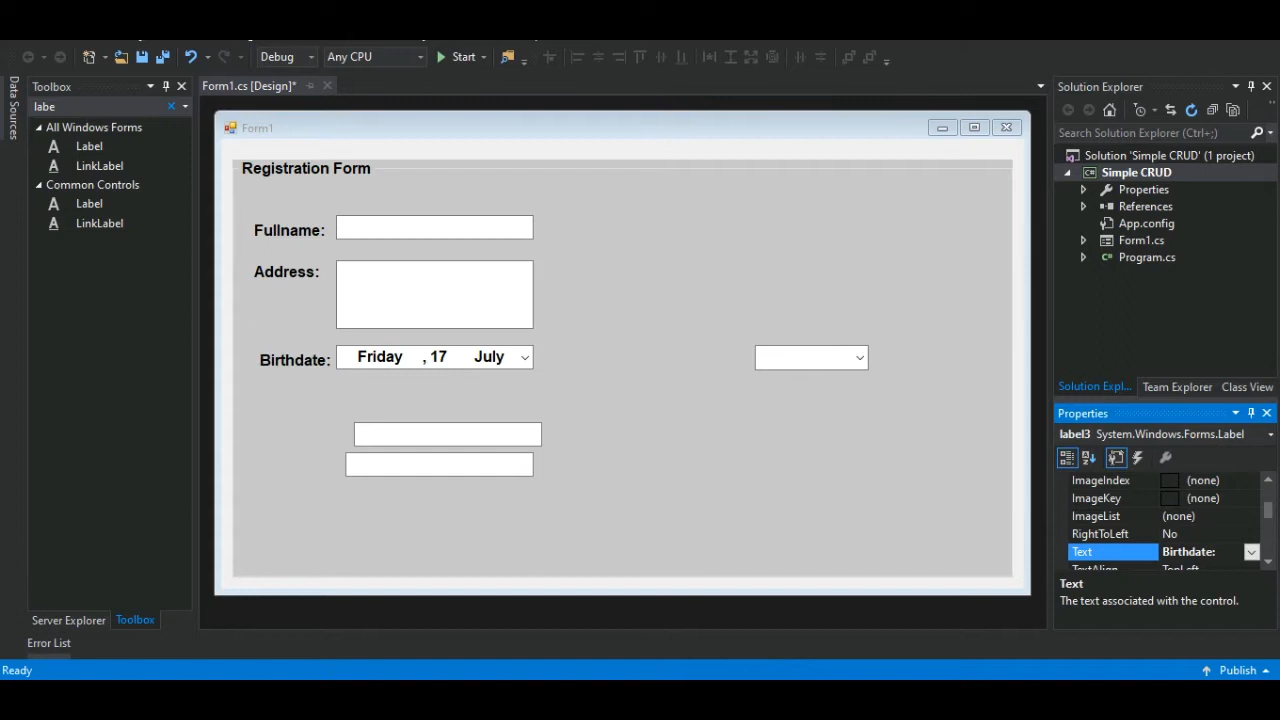 Debug
Any CPU
Start
Data Sources
Toolbox
labe
All Windows Forms
Label
LinkLabel
Common Controls
Label
LinkLabel
Server Explorer
Toolbox
Error List
Ready
Form1.cs [Design]*
Form1
Registration Form
Fullname:
Address:
Birthdate:
Friday , 17 July
Solution Explorer
Search Solution Explorer (Ctrl+;)
Solution 'Simple CRUD' (1 project)
Simple CRUD
Properties
References
App.config
Form1.cs
Program.cs
Solution Expl...
Team Explorer
Class View
Properties
label3 System.Windows.Forms.Label
ImageIndex (none)
ImageKey (none)
ImageList (none)
RightToLeft No
Text Birthdate:
TextAlign TopLeft
Text
The text associated with the control.
Publish